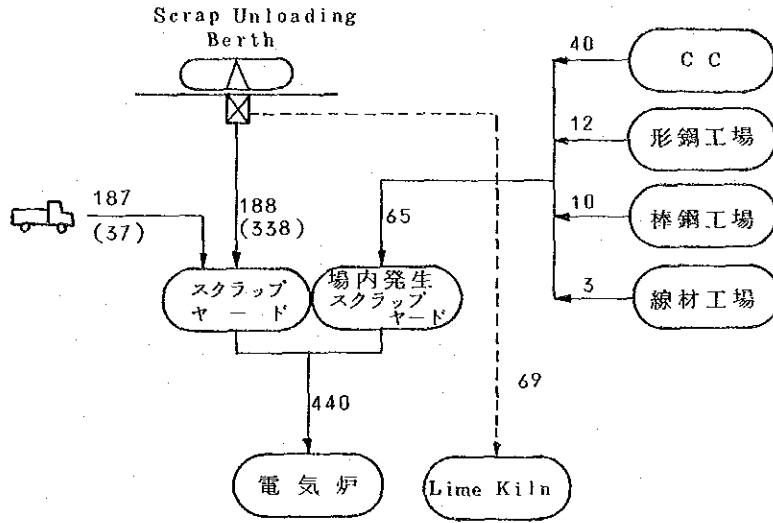 Scrap Unloading
Berth
40
C C
12
形鋼工場
187
(37)
188
(338)
65
10
棒鋼工場
スクラップ
ヤード
場内発生
スクラップ
ヤード
3
線材工場
440
69
電気炉
Lime Kiln